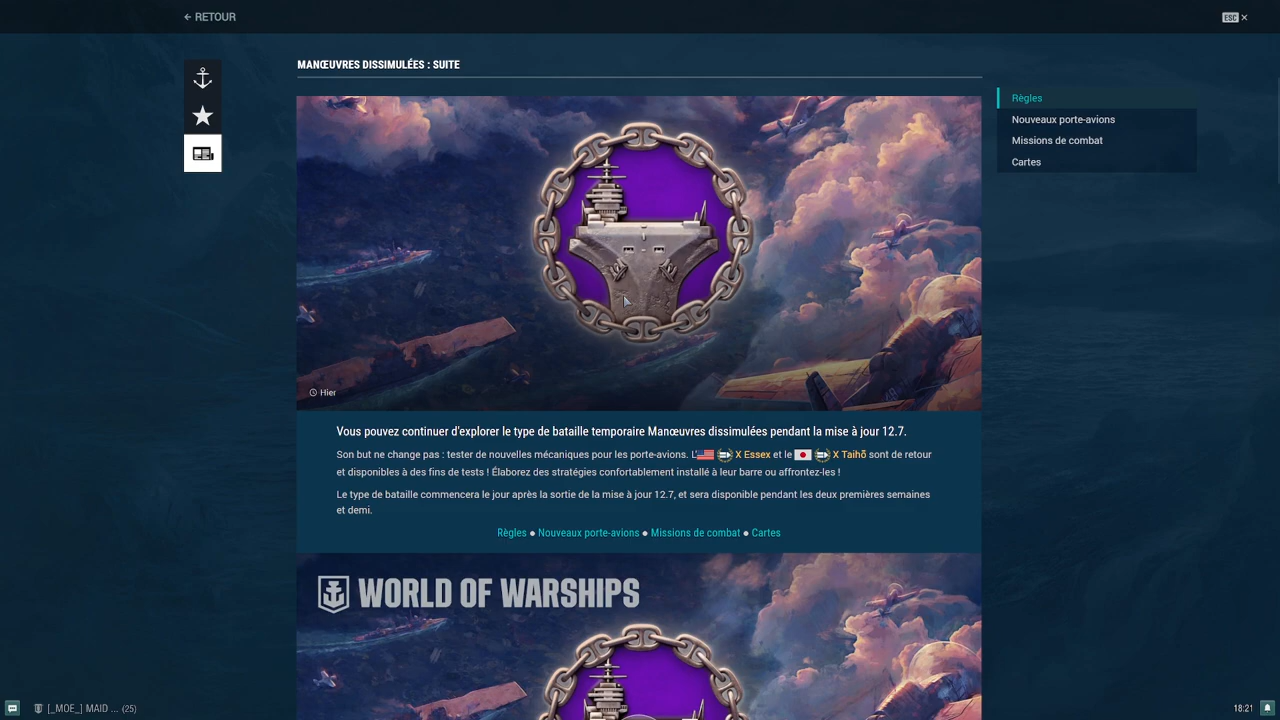 ← RETOUR
ESC ×
MANŒUVRES DISSIMULÉES : SUITE
Règles
Nouveaux porte-avions
Missions de combat
Cartes
Hier
Vous pouvez continuer d'explorer le type de bataille temporaire Manœuvres dissimulées pendant la mise à jour 12.7.
Son but ne change pas : tester de nouvelles mécaniques pour les porte-avions. L' X Essex et le X Taihō sont de retour
et disponibles à des fins de tests ! Élaborez des stratégies confortablement installé à leur barre ou affrontez-les !
Le type de bataille commencera le jour après la sortie de la mise à jour 12.7, et sera disponible pendant les deux premières semaines
et demi.
Règles ● Nouveaux porte-avions ● Missions de combat ● Cartes
WORLD OF WARSHIPS
[_MOE_] MAID ... (25)
18:21